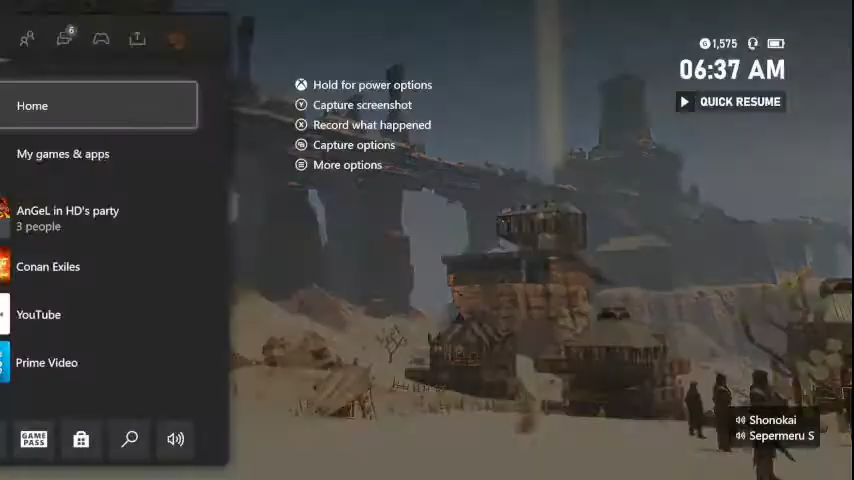 6
Home
My games & apps
AnGeL in HD's party
3 people
Conan Exiles
YouTube
Prime Video
GAME
PASS
Hold for power options
Y Capture screenshot
X Record what happened
Capture options
More options
G 1,575
06:37 AM
QUICK RESUME
Shonokai
Sepermeru S